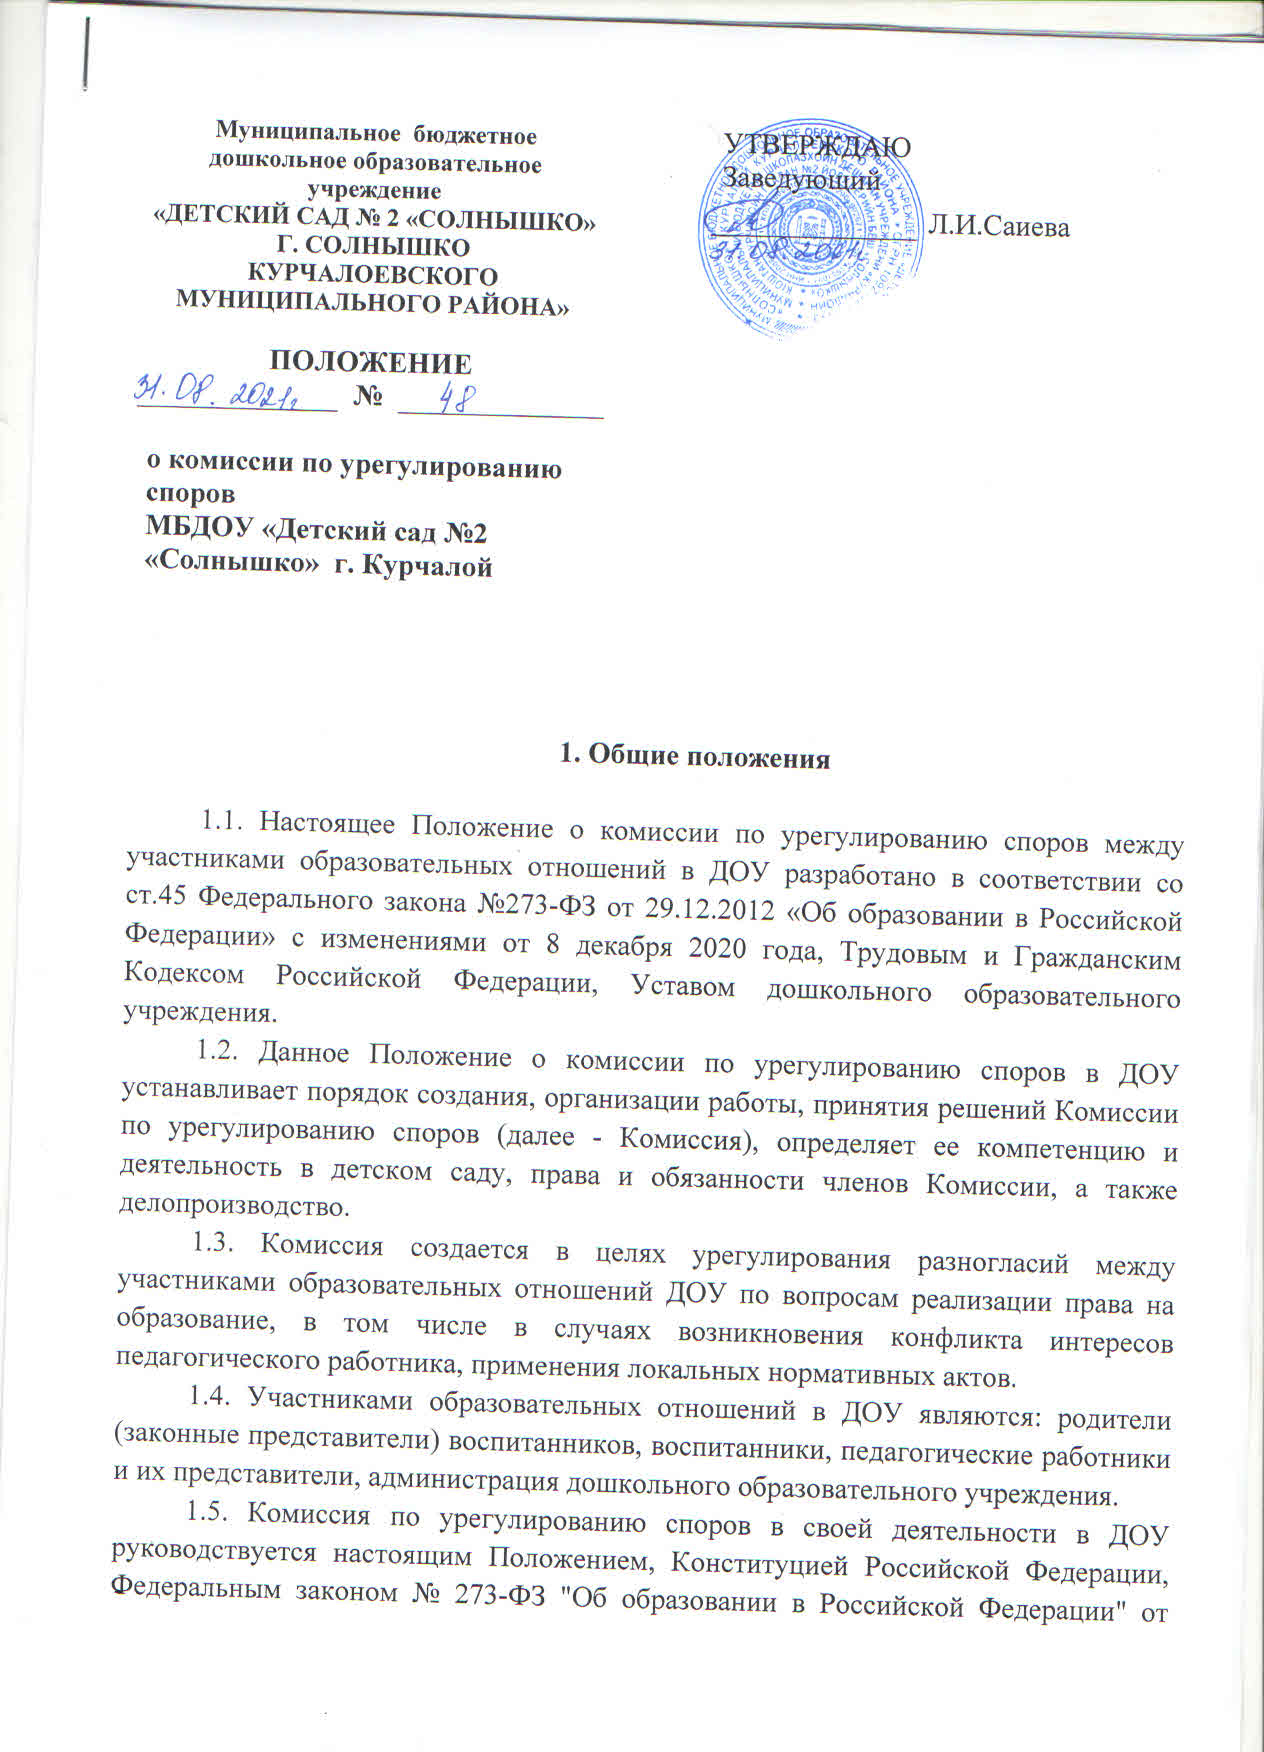 Муниципальное бюджетное
дошкольное образовательное
учреждение
«ДЕТСКИЙ САД № 2 «СОЛНЫШКО»
Г. СОЛНЫШКО
КУРЧАЛОЕВСКОГО
МУНИЦИПАЛЬНОГО РАЙОНА»
ПОЛОЖЕНИЕ
31.08.2021г № 48
о комиссии по урегулированию
споров
МБДОУ «Детский сад №2
«Солнышко» г. Курчалой
УТВЕРЖДАЮ
Заведующий
Л.И.Саиева
31.08.2021г
1. Общие положения
1.1. Настоящее Положение о комиссии по урегулированию споров между
участниками образовательных отношений в ДОУ разработано в соответствии со
ст.45 Федерального закона №273-ФЗ от 29.12.2012 «Об образовании в Российской
Федерации» с изменениями от 8 декабря 2020 года, Трудовым и Гражданским
Кодексом Российской Федерации, Уставом дошкольного образовательного
учреждения.
1.2. Данное Положение о комиссии по урегулированию споров в ДОУ
устанавливает порядок создания, организации работы, принятия решений Комиссии
по урегулированию споров (далее - Комиссия), определяет ее компетенцию и
деятельность в детском саду, права и обязанности членов Комиссии, а также
делопроизводство.
1.3. Комиссия создается в целях урегулирования разногласий между
участниками образовательных отношений ДОУ по вопросам реализации права на
образование, в том числе в случаях возникновения конфликта интересов
педагогического работника, применения локальных нормативных актов.
1.4. Участниками образовательных отношений в ДОУ являются: родители
(законные представители) воспитанников, воспитанники, педагогические работники
и их представители, администрация дошкольного образовательного учреждения.
1.5. Комиссия по урегулированию споров в своей деятельности в ДОУ
руководствуется настоящим Положением, Конституцией Российской Федерации,
Федеральным законом № 273-ФЗ "Об образовании в Российской Федерации" от